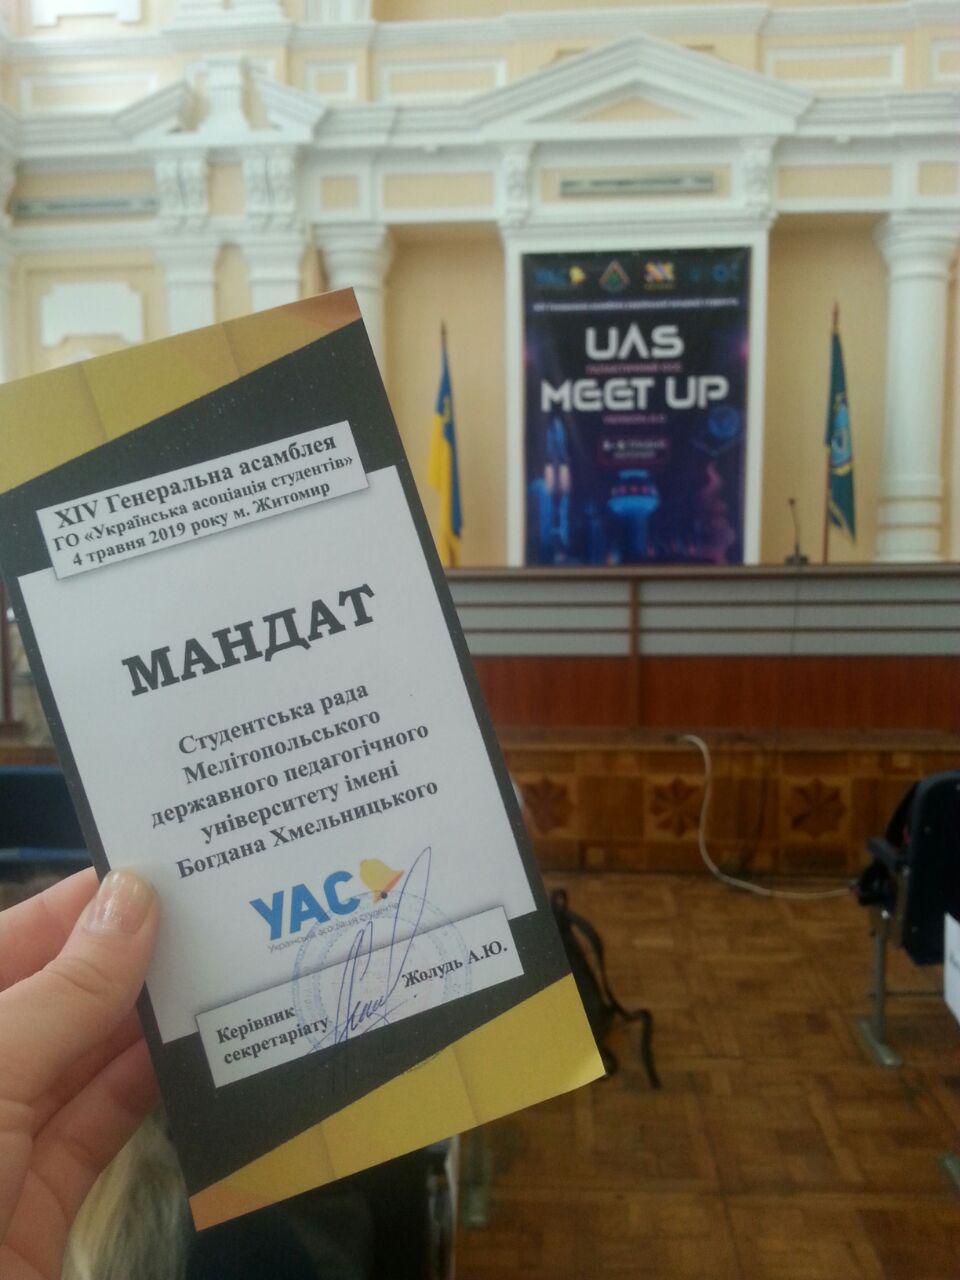 XIV Генеральна асамблея
ГО «Українська асоціація студентів»
4 травня 2019 року м. Житомир
МАНДАТ
Студентська рада
Мелітопольського
державного педагогічного
університету імені
Богдана Хмельницького
УАС
Українська асоціація студентів
Керівник
секретаріату
Жолудь А.Ю.
UAS
MEET UP